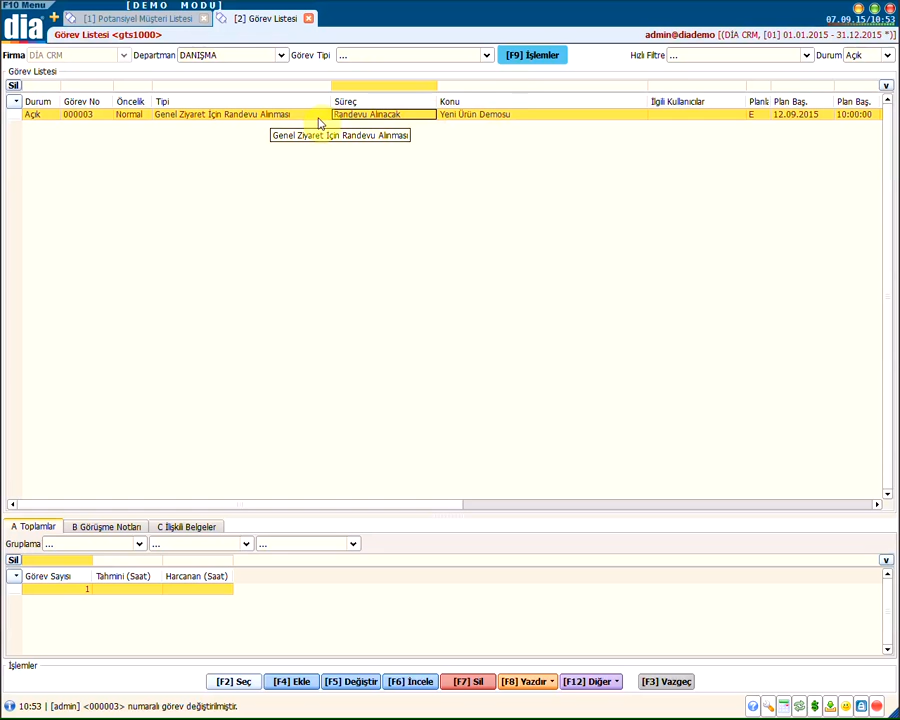 F10 Menu [DEMO MODU]
dia
[1] Potansiyel Müşteri Listesi [2] Görev Listesi
07.09.15/10:53
Görev Listesi <gts1000> admin@diademo [(DİA CRM, [01] 01.01.2015 - 31.12.2015 *)]
Firma DİA CRM Departman DANIŞMA Görev Tipi ... [F9] İşlemler Hızlı Filtre ... Durum Açık
Görev Listesi
Sil v
Durum Görev No Öncelik Tipi Süreç Konu İlgili Kullanıcılar Planla Plan Baş. Plan Baş.
Açık 000003 Normal Genel Ziyaret İçin Randevu Alınması Randevu Alınacak Yeni Ürün Demosu E 12.09.2015 10:00:00
Genel Ziyaret İçin Randevu Alınması
A Toplamlar B Görüşme Notları C İlişkili Belgeler
Gruplama ... ... ...
Sil v
Görev Sayısı Tahmini (Saat) Harcanan (Saat)
1
İşlemler
[F2] Seç [F4] Ekle [F5] Değiştir [F6] İncele [F7] Sil [F8] Yazdır [F12] Diğer [F3] Vazgeç
10:53 | [admin] <000003> numaralı görev değiştirilmiştir.